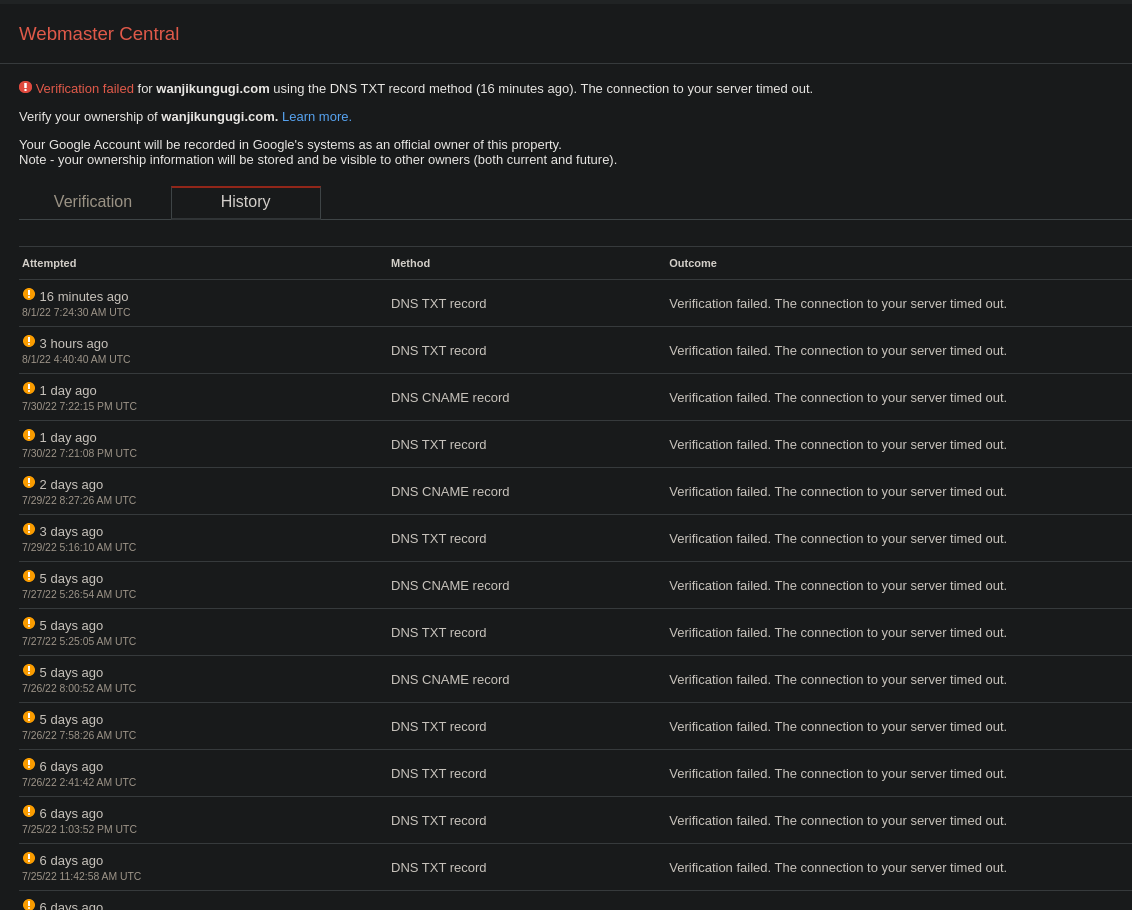 Webmaster Central
Verification failed for wanjikungugi.com using the DNS TXT record method (16 minutes ago). The connection to your server timed out.
Verify your ownership of wanjikungugi.com. Learn more.
Your Google Account will be recorded in Google's systems as an official owner of this property.
Note - your ownership information will be stored and be visible to other owners (both current and future).
Verification History
Attempted Method Outcome
16 minutes ago
8/1/22 7:24:30 AM UTC
DNS TXT record
Verification failed. The connection to your server timed out.
3 hours ago
8/1/22 4:40:40 AM UTC
DNS TXT record
Verification failed. The connection to your server timed out.
1 day ago
7/30/22 7:22:15 PM UTC
DNS CNAME record
Verification failed. The connection to your server timed out.
1 day ago
7/30/22 7:21:08 PM UTC
DNS TXT record
Verification failed. The connection to your server timed out.
2 days ago
7/29/22 8:27:26 AM UTC
DNS CNAME record
Verification failed. The connection to your server timed out.
3 days ago
7/29/22 5:16:10 AM UTC
DNS TXT record
Verification failed. The connection to your server timed out.
5 days ago
7/27/22 5:26:54 AM UTC
DNS CNAME record
Verification failed. The connection to your server timed out.
5 days ago
7/27/22 5:25:05 AM UTC
DNS TXT record
Verification failed. The connection to your server timed out.
5 days ago
7/26/22 8:00:52 AM UTC
DNS CNAME record
Verification failed. The connection to your server timed out.
5 days ago
7/26/22 7:58:26 AM UTC
DNS TXT record
Verification failed. The connection to your server timed out.
6 days ago
7/26/22 2:41:42 AM UTC
DNS TXT record
Verification failed. The connection to your server timed out.
6 days ago
7/25/22 1:03:52 PM UTC
DNS TXT record
Verification failed. The connection to your server timed out.
6 days ago
7/25/22 11:42:58 AM UTC
DNS TXT record
Verification failed. The connection to your server timed out.
6 days ago